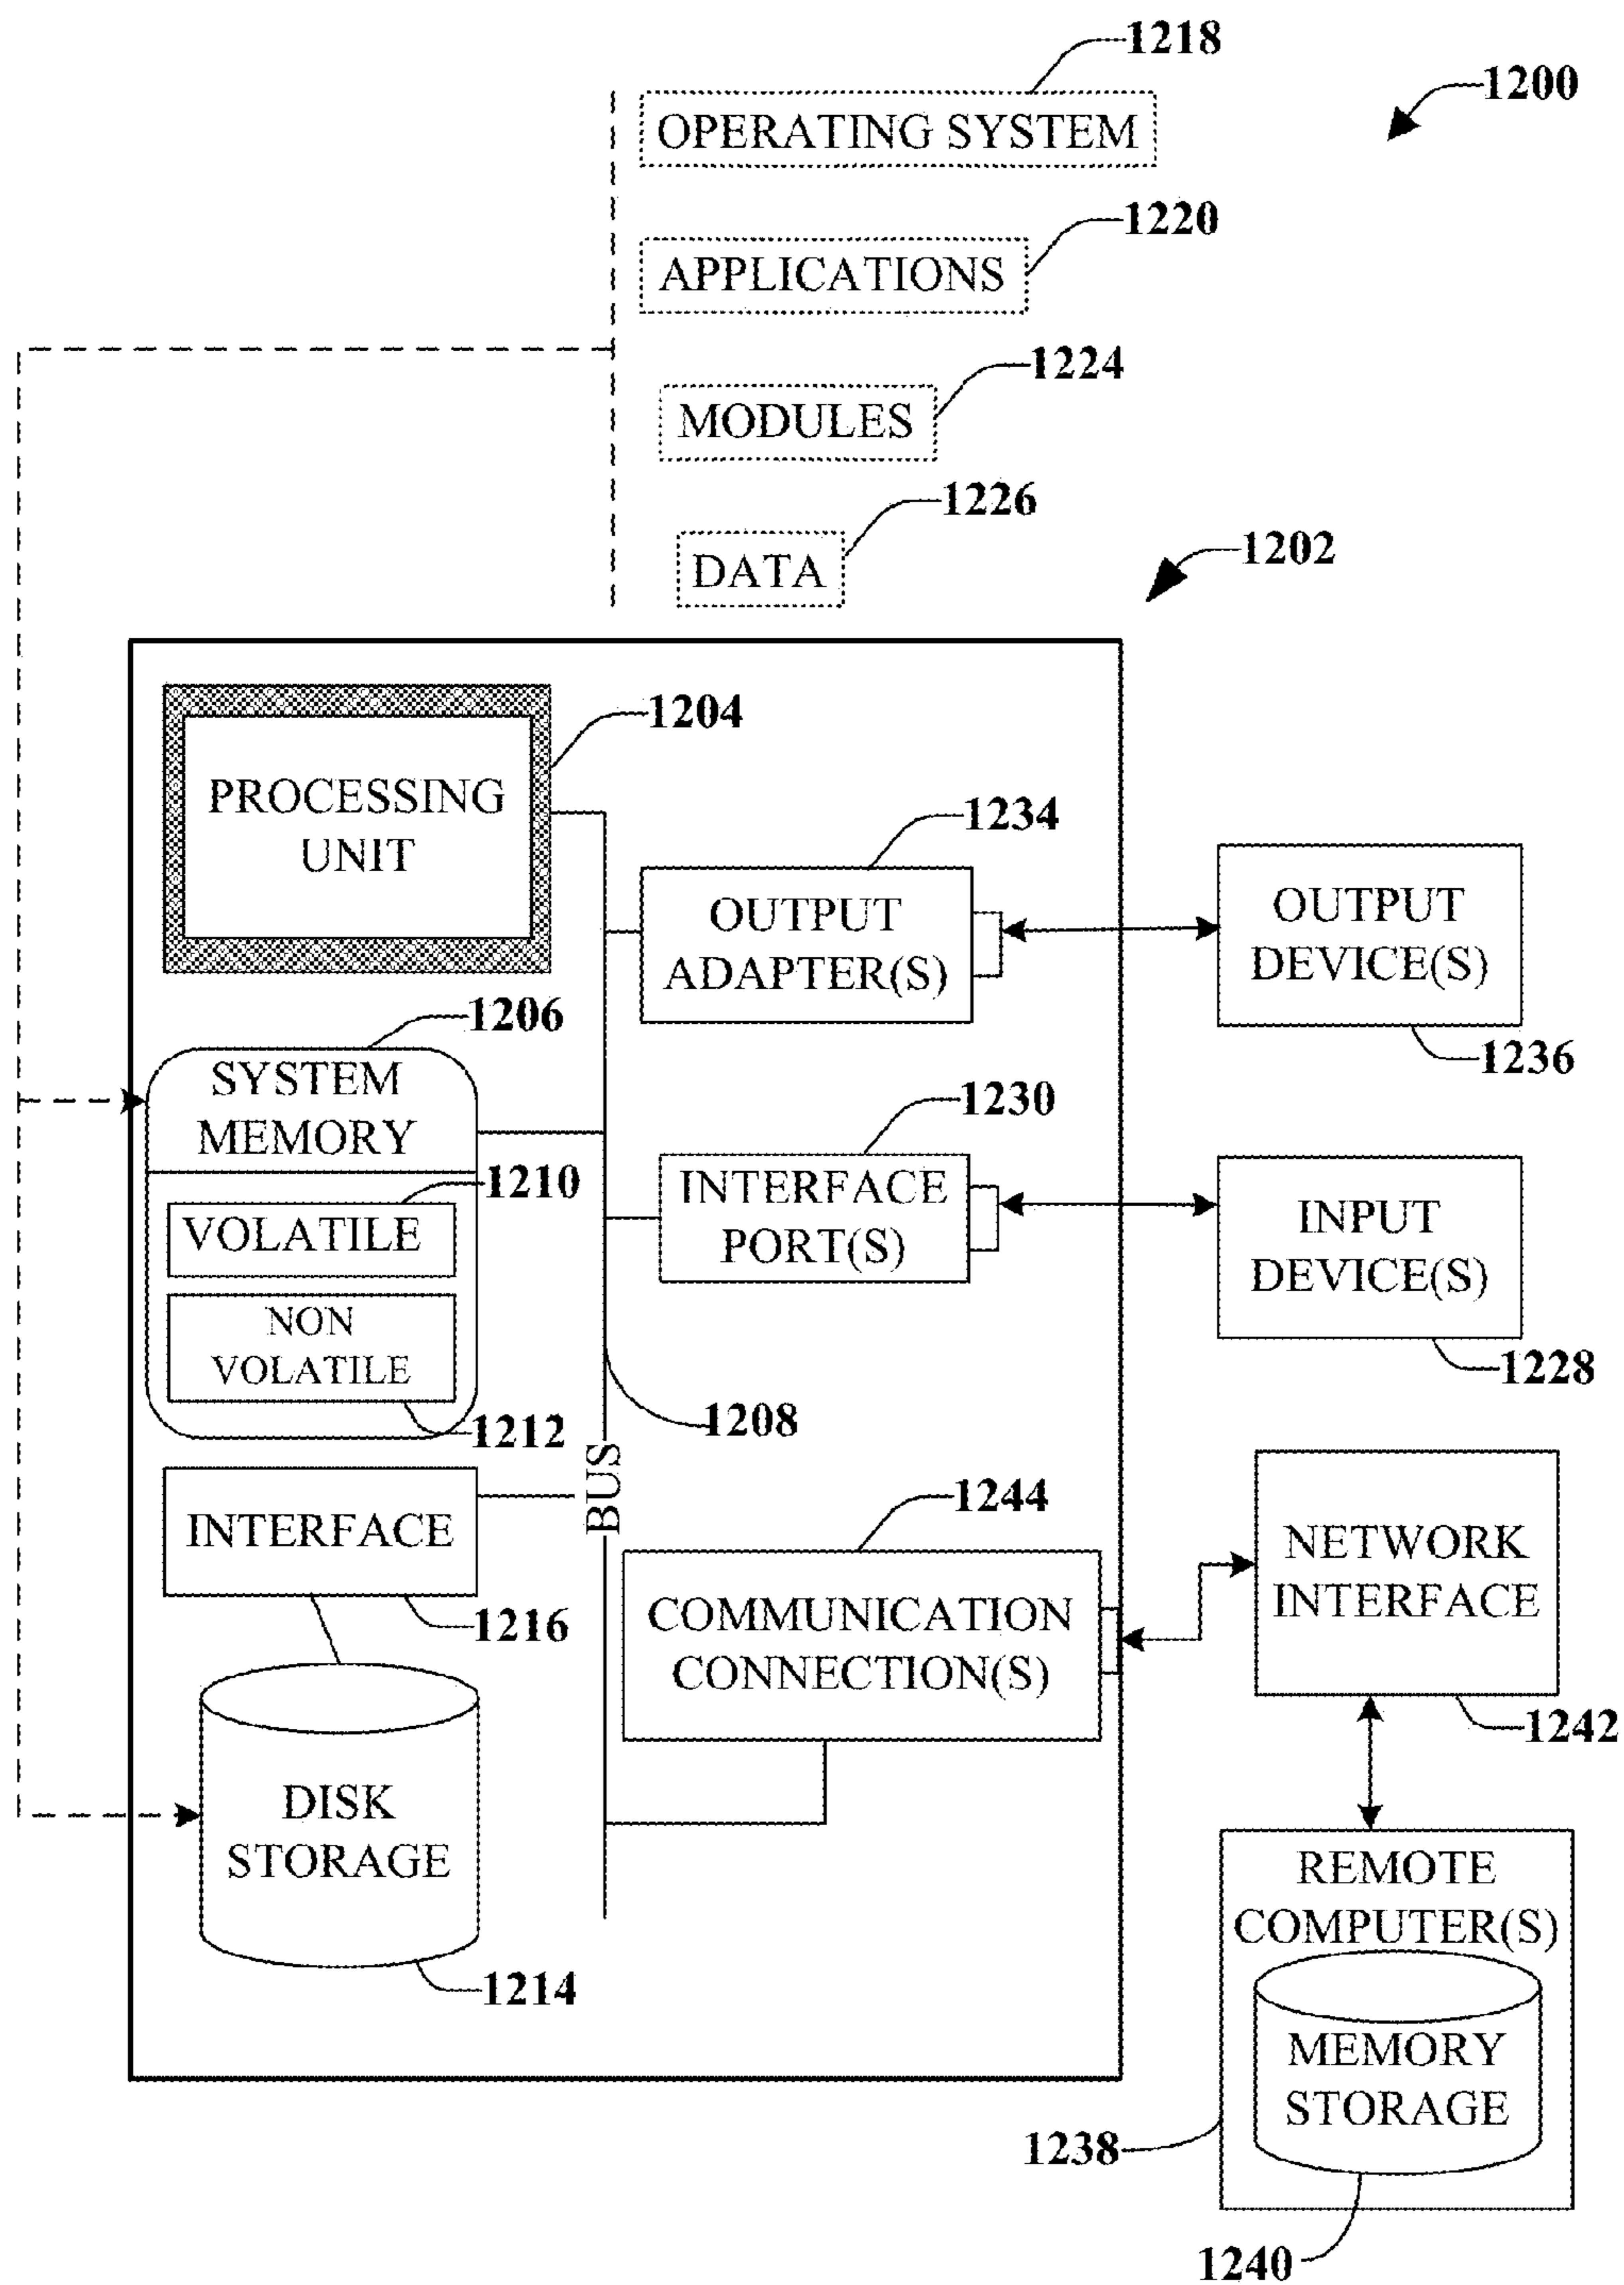 1218
1200
OPERATING SYSTEM
1220
APPLICATIONS
1224
MODULES
1226
DATA
1202
1204
PROCESSING
UNIT
1234
OUTPUT
ADAPTER(S)
OUTPUT
DEVICE(S)
1236
1206
SYSTEM
MEMORY
1210
VOLATILE
NON
VOLATILE
1212
1230
INTERFACE
PORT(S)
INPUT
DEVICE(S)
1228
1208
BUS
INTERFACE
1216
1244
COMMUNICATION
CONNECTION(S)
NETWORK
INTERFACE
1242
DISK
STORAGE
1214
REMOTE
COMPUTER(S)
MEMORY
STORAGE
1238
1240